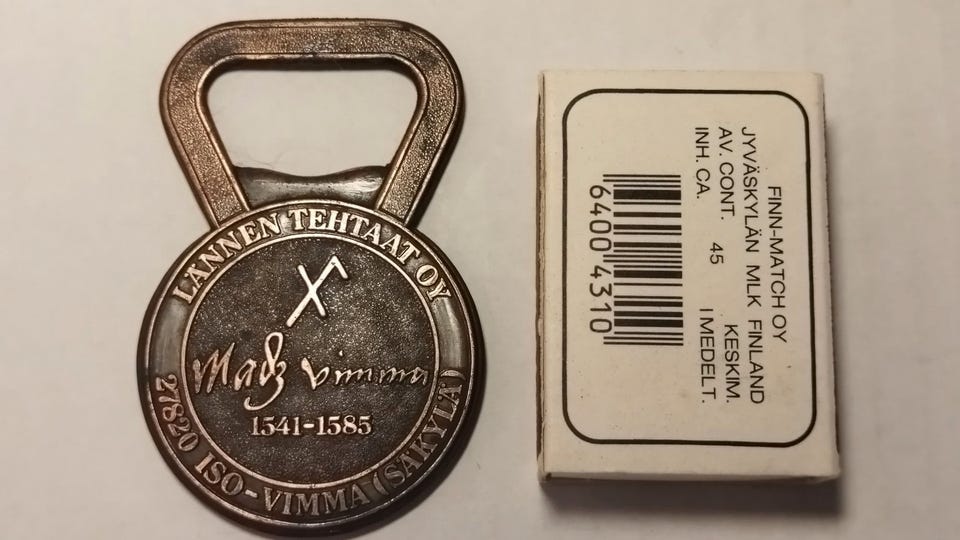 LÄNNEN TEHTAAT OY
Madz vimma
1541-1585
27820 ISO-VIMMA (SÄKYLÄ)
FINN-MATCH OY
JYVÄSKYLÄN MLK FINLAND
AV. CONT. 45 KESKIM.
INH. CA. I MEDELT.
6400 4310